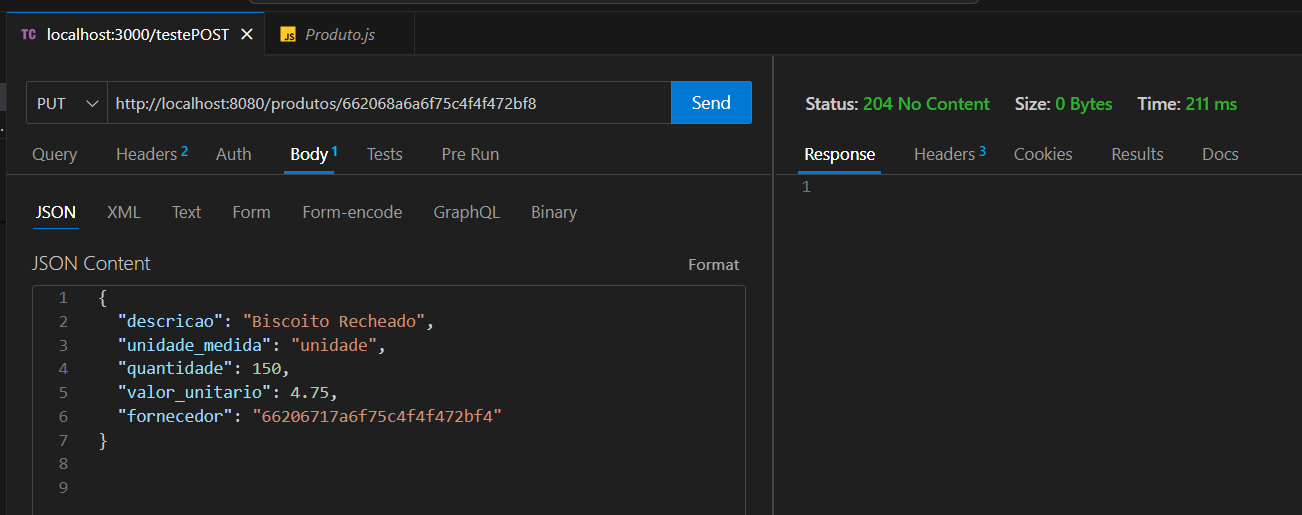 TC localhost:3000/testePOST ✕ JS Produto.js
PUT http://localhost:8080/produtos/662068a6a6f75c4f4f472bf8 Send
Status: 204 No Content Size: 0 Bytes Time: 211 ms
Query Headers 2 Auth Body 1 Tests Pre Run
Response Headers 3 Cookies Results Docs
1
JSON XML Text Form Form-encode GraphQL Binary
JSON Content Format
1 {
2 "descricao": "Biscoito Recheado",
3 "unidade_medida": "unidade",
4 "quantidade": 150,
5 "valor_unitario": 4.75,
6 "fornecedor": "66206717a6f75c4f4f472bf4"
7 }
8
9